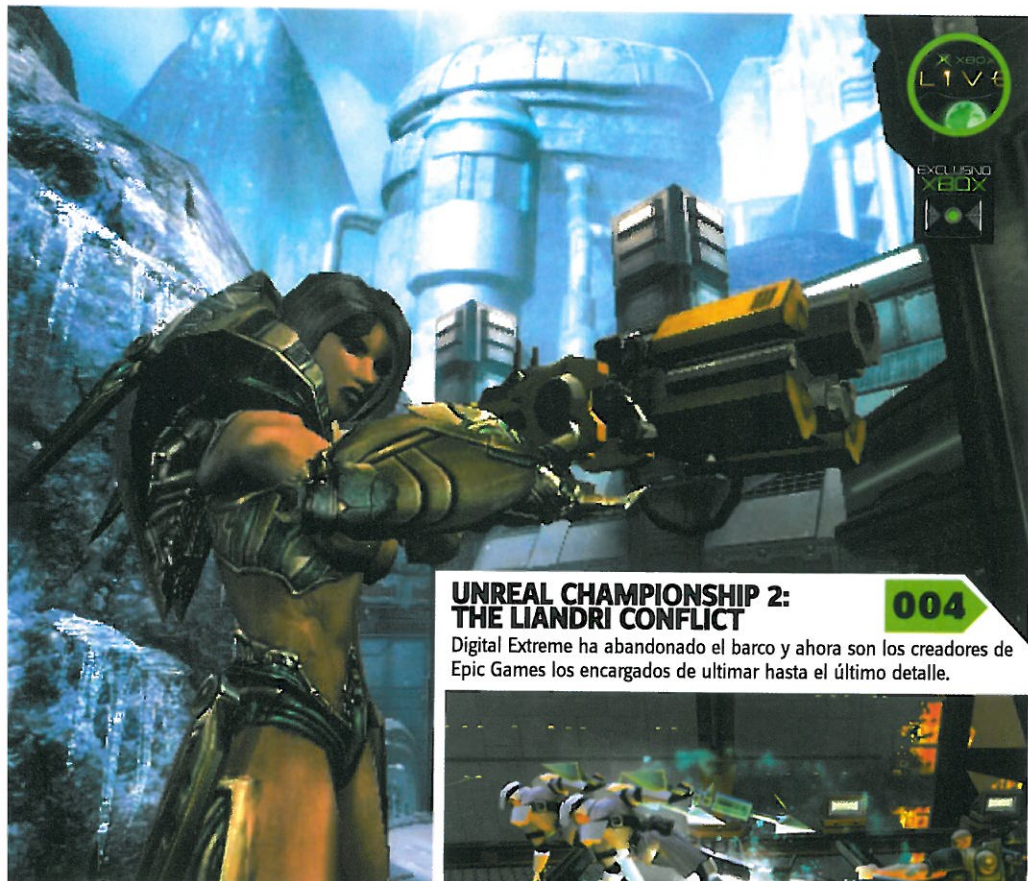 XBOX
LIVE
EXCLUSIVO
XBOX
UNREAL CHAMPIONSHIP 2:
THE LIANDRI CONFLICT
004
Digital Extreme ha abandonado el barco y ahora son los creadores de
Epic Games los encargados de ultimar hasta el último detalle.